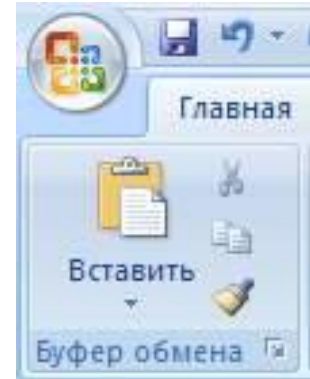 Главная
Вставить
Буфер обмена